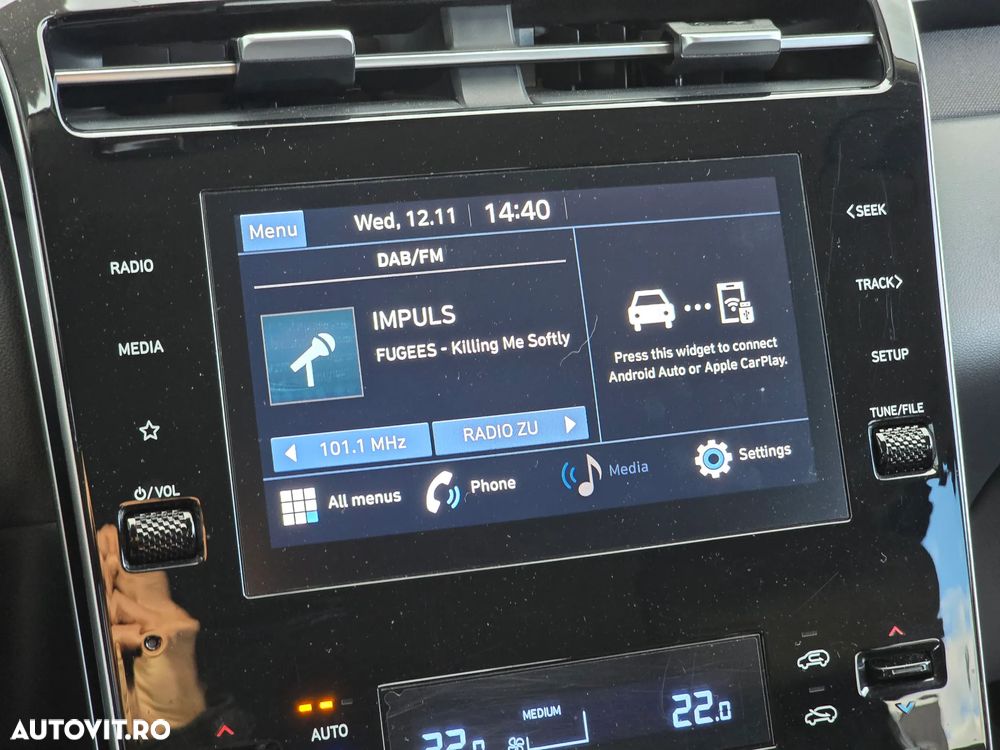 Menu
Wed, 12.11
14:40
DAB/FM
IMPULS
FUGEES - Killing Me Softly
101.1 MHz
RADIO ZU
Press this widget to connect
Android Auto or Apple CarPlay.
All menus
Phone
Media
Settings
RADIO
MEDIA
/VOL
<SEEK
TRACK>
SETUP
TUNE/FILE
AUTO
22.0
MEDIUM
22.0
AUTOVIT.RO